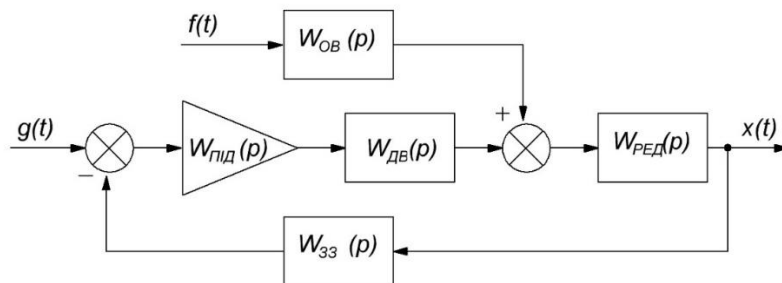 f(t)
W_ОВ (p)
+
g(t)
W_ПІД (p)
W_ДВ(p)
W_РЕД(p)
x(t)
−
W_ЗЗ (p)